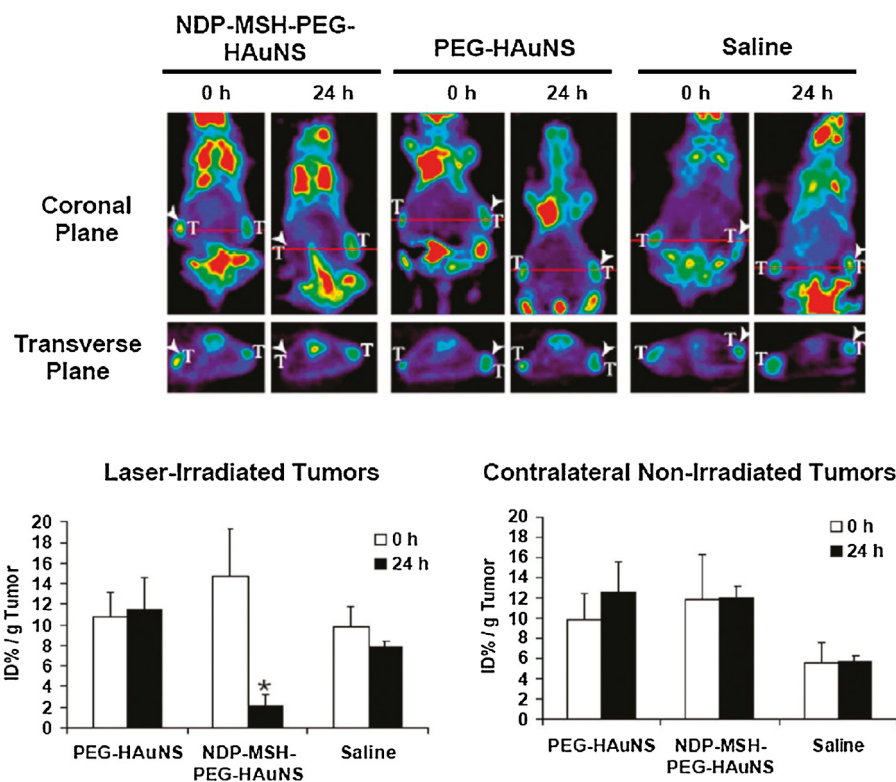 NDP-MSH-PEG-
HAuNS
PEG-HAuNS
Saline
0 h
24 h
0 h
24 h
0 h
24 h
Coronal
Plane
T
T
T
T
T
T
T
T
T
T
T
Transverse
Plane
T
T
T
T
T
T
T
T
T
T
T
T
Laser-Irradiated Tumors
ID% / g Tumor
20
18
16
14
12
10
8
6
4
2
0
0 h
24 h
*
PEG-HAuNS
NDP-MSH-
PEG-HAuNS
Saline
Contralateral Non-Irradiated Tumors
ID% / g Tumor
20
18
16
14
12
10
8
6
4
2
0
0 h
24 h
PEG-HAuNS
NDP-MSH-
PEG-HAuNS
Saline